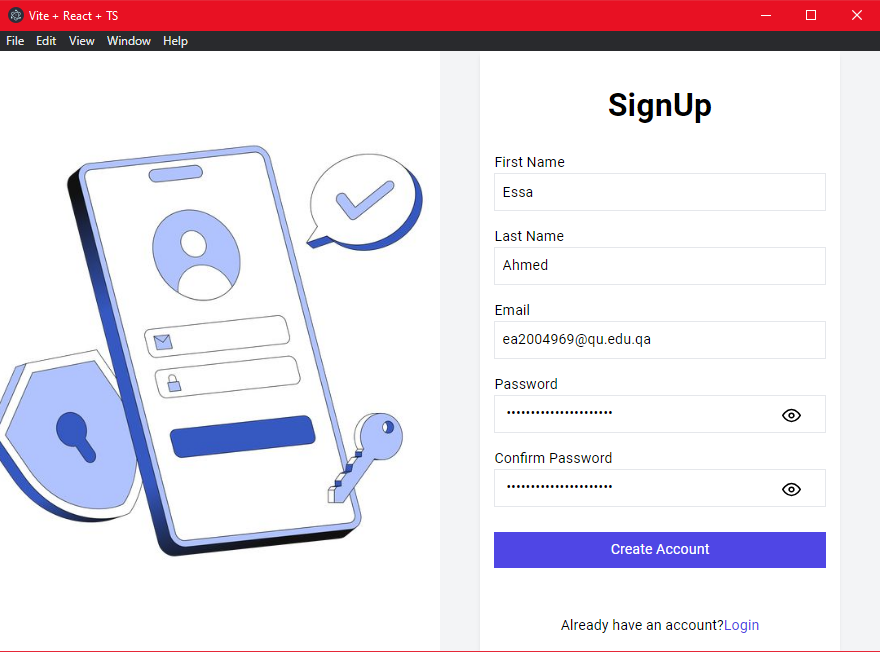 Vite + React + TS
File Edit View Window Help
SignUp
First Name
Essa
Last Name
Ahmed
Email
ea2004969@qu.edu.qa
Password
••••••••••••••••••••••
Confirm Password
••••••••••••••••••••••
Create Account
Already have an account?Login